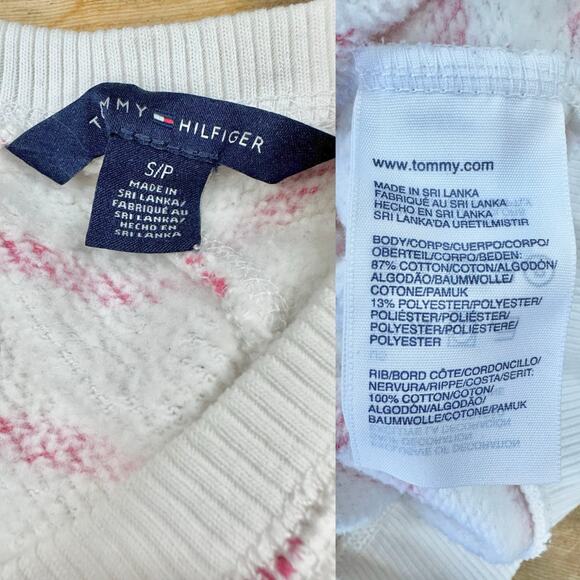 TOMMY HILFIGER
S/P
MADE IN
SRI LANKA/
FABRIQUÉ AU
SRI LANKA/
HECHO EN
SRI LANKA
www.tommy.com
MADE IN SRI LANKA
FABRIQUÉ AU SRI LANKA
HECHO EN SRI LANKA
SRI LANKA'DA ÜRETILMISTIR
BODY/CORPS/CUERPO/CORPO/
OBERTEIL/CORPO/BEDEN:
87% COTTON/COTON/ALGODÓN/
ALGODÃO/BAUMWOLLE/
COTONE/PAMUK
13% POLYESTER/POLYESTER/
POLIÉSTER/POLIÉSTER/
POLYESTER/POLIESTERE/
POLYESTER
RIB/BORD CÔTE/CORDONCILLO/
NERVURA/RIPPE/COSTA/SERIT:
100% COTTON/COTON/
ALGODÓN/ALGODÃO/
BAUMWOLLE/COTONE/PAMUK